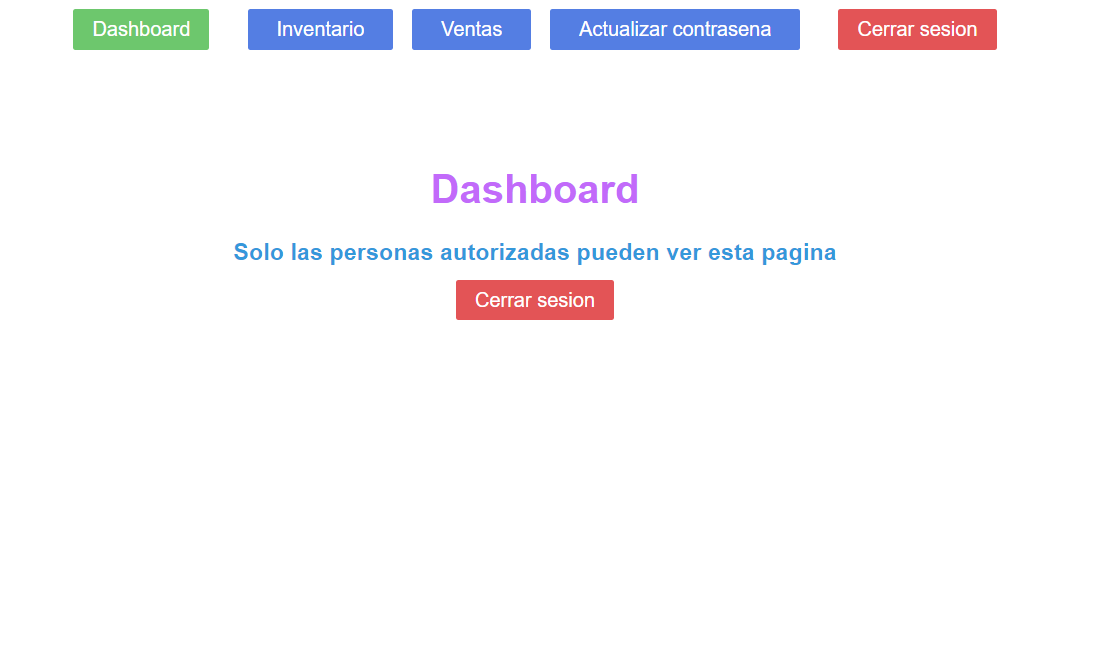 Dashboard Inventario Ventas Actualizar contrasena Cerrar sesion
Dashboard
Solo las personas autorizadas pueden ver esta pagina
Cerrar sesion